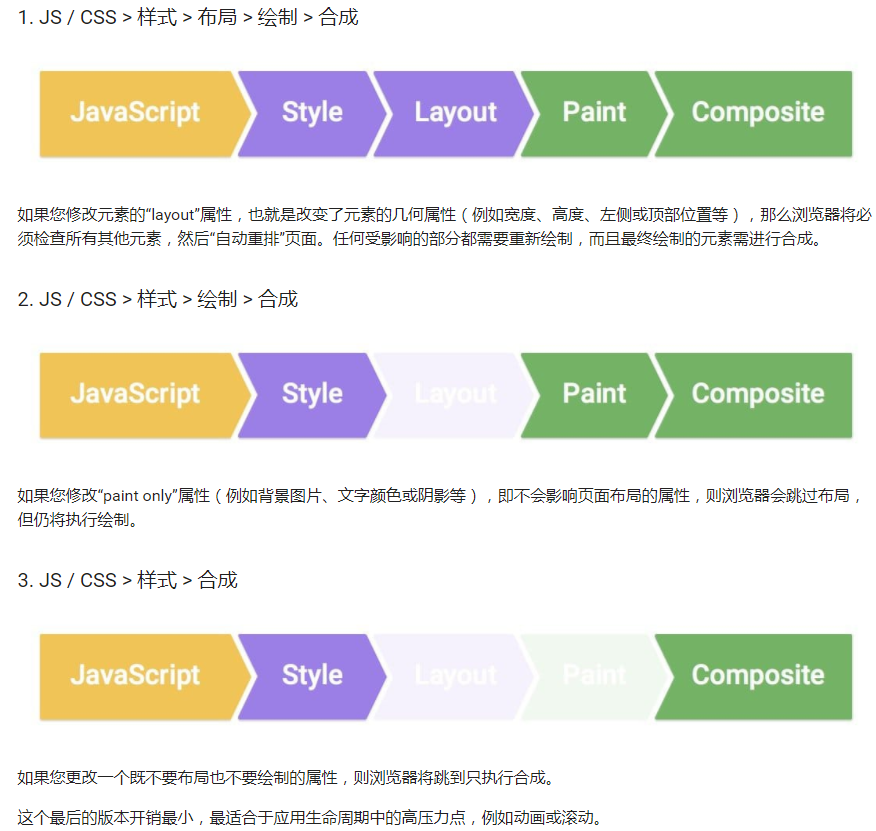 1. JS / CSS > 样式 > 布局 > 绘制 > 合成
JavaScript Style Layout Paint Composite
如果您修改元素的“layout”属性，也就是改变了元素的几何属性（例如宽度、高度、左侧或顶部位置等），那么浏览器将必
须检查所有其他元素，然后“自动重排”页面。任何受影响的部分都需要重新绘制，而且最终绘制的元素需进行合成。
2. JS / CSS > 样式 > 绘制 > 合成
JavaScript Style Layout Paint Composite
如果您修改“paint only”属性（例如背景图片、文字颜色或阴影等），即不会影响页面布局的属性，则浏览器会跳过布局，
但仍将执行绘制。
3. JS / CSS > 样式 > 合成
JavaScript Style Layout Paint Composite
如果您更改一个既不要布局也不要绘制的属性，则浏览器将跳到只执行合成。
这个最后的版本开销最小，最适合于应用生命周期中的高压力点，例如动画或滚动。